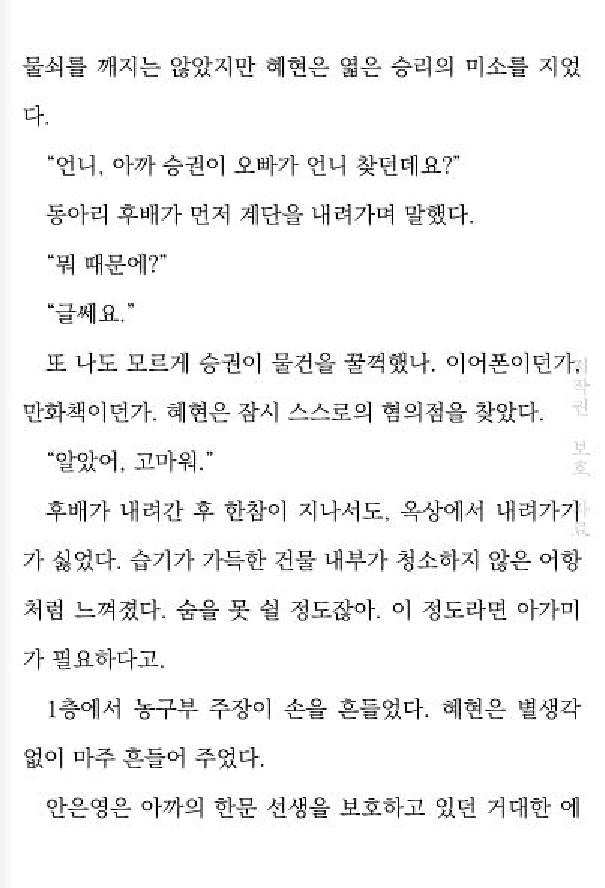 물쇠를 깨지는 않았지만 혜현은 엷은 승리의 미소를 지었
다.
“언니, 아까 승권이 오빠가 언니 찾던데요?”
동아리 후배가 먼저 계단을 내려가며 말했다.
“뭐 때문에?”
“글쎄요.”
또 나도 모르게 승권이 물건을 꿀꺽했나. 이어폰이던가,
만화책이던가. 혜현은 잠시 스스로의 혐의점을 찾았다.
“알았어, 고마워.”
후배가 내려간 후 한참이 지나서도, 옥상에서 내려가기
가 싫었다. 습기가 가득한 건물 내부가 청소하지 않은 어항
처럼 느껴졌다. 숨을 못 쉴 정도잖아. 이 정도라면 아가미
가 필요하다고.
1층에서 농구부 주장이 손을 흔들었다. 혜현은 별생각
없이 마주 흔들어 주었다.
안은영은 아까의 한문 선생을 보호하고 있던 거대한 에
저작권 보호 자료